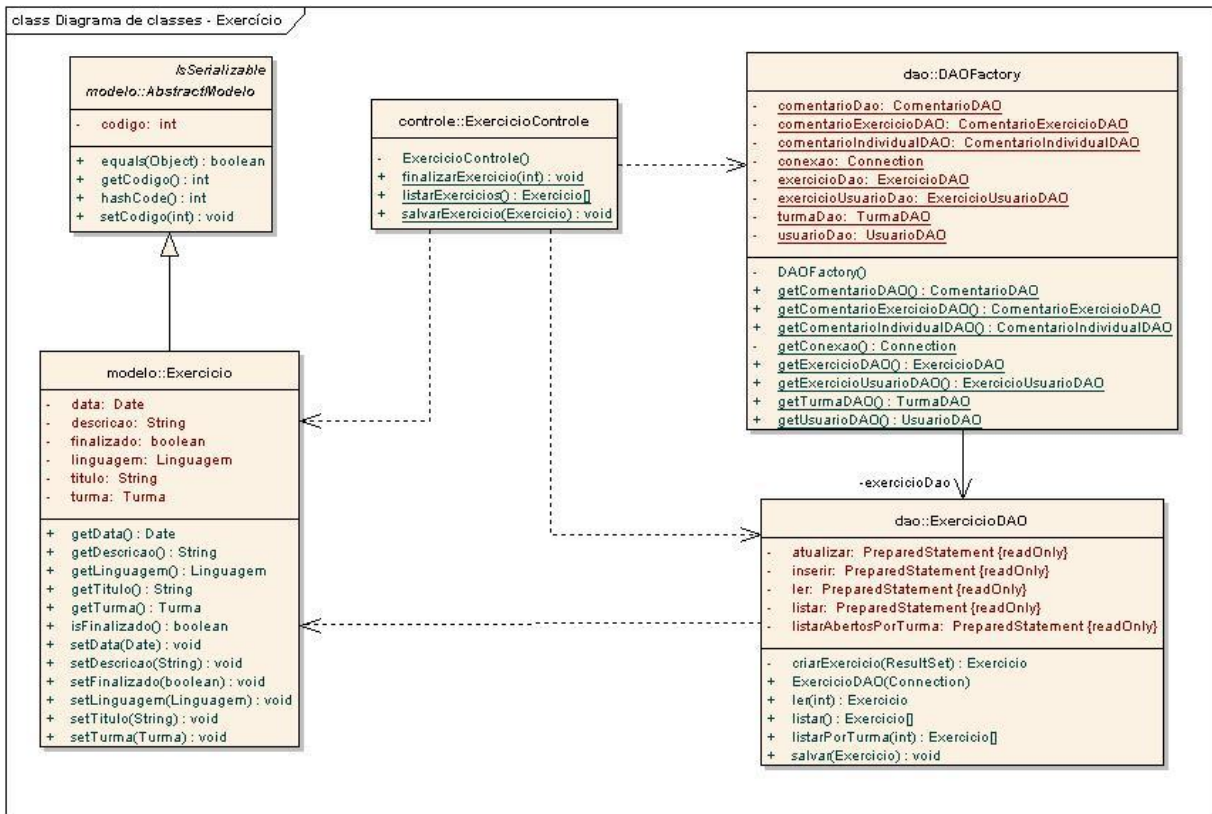 class Diagrama de classes - Exercício
IsSerializable
modelo::AbstractModelo
- codigo: int
+ equals(Object) : boolean
+ getCodigo() : int
+ hashCode() : int
+ setCodigo(int) : void
controle::ExercicioControle
- ExercicioControle()
+ finalizarExercicio(int) : void
+ listarExercicios() : Exercicio[]
+ salvarExercicio(Exercicio) : void
dao::DAOFactory
- comentarioDao: ComentarioDAO
- comentarioExercicioDAO: ComentarioExercicioDAO
- comentarioIndividualDAO: ComentarioIndividualDAO
- conexao: Connection
- exercicioDao: ExercicioDAO
- exercicioUsuarioDao: ExercicioUsuarioDAO
- turmaDao: TurmaDAO
- usuarioDao: UsuarioDAO
- DAOFactory()
+ getComentarioDAO() : ComentarioDAO
+ getComentarioExercicioDAO() : ComentarioExercicioDAO
+ getComentarioIndividualDAO() : ComentarioIndividualDAO
- getConexao() : Connection
+ getExercicioDAO() : ExercicioDAO
+ getExercicioUsuarioDAO() : ExercicioUsuarioDAO
+ getTurmaDAO() : TurmaDAO
+ getUsuarioDAO() : UsuarioDAO
modelo::Exercicio
- data: Date
- descricao: String
- finalizado: boolean
- linguagem: Linguagem
- titulo: String
- turma: Turma
+ getData() : Date
+ getDescricao() : String
+ getLinguagem() : Linguagem
+ getTitulo() : String
+ getTurma() : Turma
+ isFinalizado() : boolean
+ setData(Date) : void
+ setDescricao(String) : void
+ setFinalizado(boolean) : void
+ setLinguagem(Linguagem) : void
+ setTitulo(String) : void
+ setTurma(Turma) : void
-exercicioDao
dao::ExercicioDAO
- atualizar: PreparedStatement {readOnly}
- inserir: PreparedStatement {readOnly}
- ler: PreparedStatement {readOnly}
- listar: PreparedStatement {readOnly}
- listarAbertosPorTurma: PreparedStatement {readOnly}
- criarExercicio(ResultSet) : Exercicio
+ ExercicioDAO(Connection)
+ ler(int) : Exercicio
+ listar() : Exercicio[]
+ listarPorTurma(int) : Exercicio[]
+ salvar(Exercicio) : void